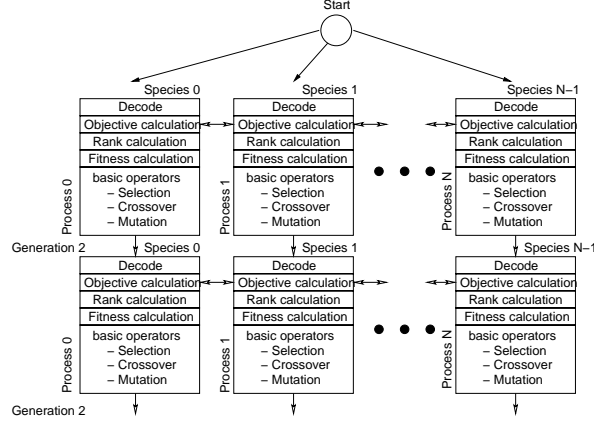 Start
Species 0
Species 1
Species N–1
Decode
Decode
Decode
Objective calculation
Objective calculation
Objective calculation
Rank calculation
Rank calculation
Rank calculation
Fitness calculation
Fitness calculation
Fitness calculation
Process 0
basic operators
– Selection
– Crossover
– Mutation
Process 1
basic operators
– Selection
– Crossover
– Mutation
Process N
basic operators
– Selection
– Crossover
– Mutation
Generation 2
Species 0
Species 1
Species N–1
Decode
Decode
Decode
Objective calculation
Objective calculation
Objective calculation
Rank calculation
Rank calculation
Rank calculation
Fitness calculation
Fitness calculation
Fitness calculation
Process 0
basic operators
– Selection
– Crossover
– Mutation
Process 1
basic operators
– Selection
– Crossover
– Mutation
Process N
basic operators
– Selection
– Crossover
– Mutation
Generation 2